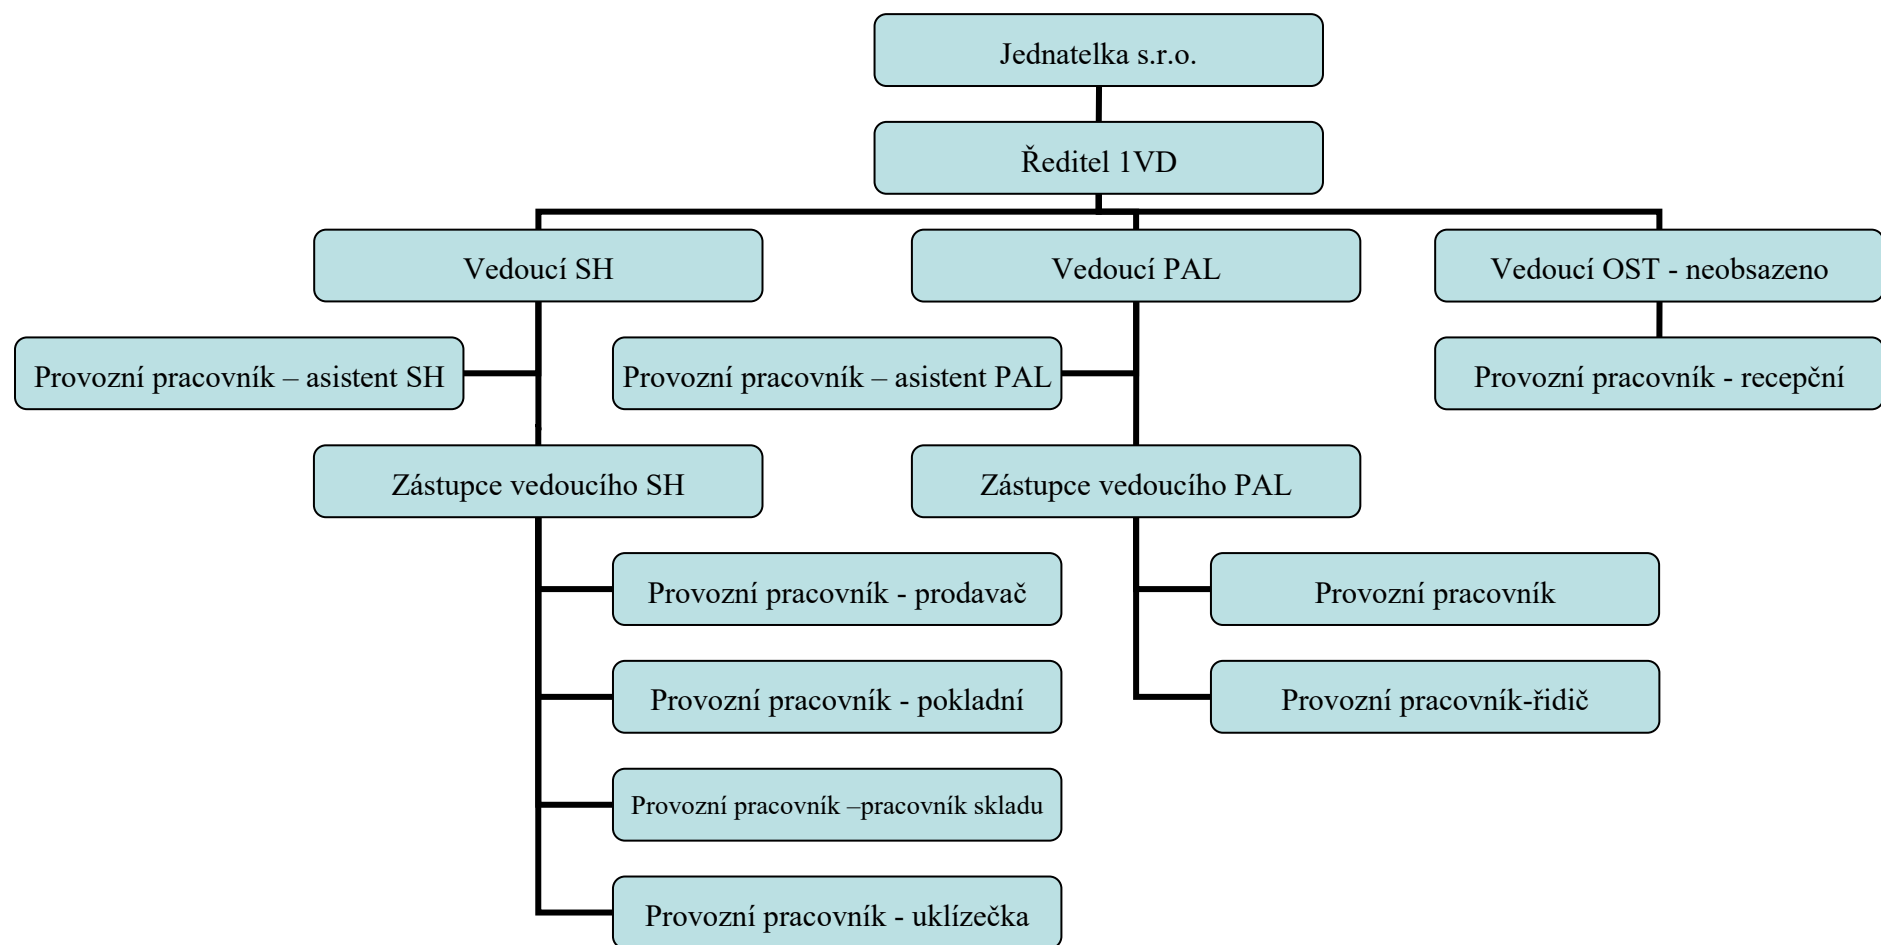 Jednatelka s.r.o.
Ředitel 1VD
Vedoucí SH
Vedoucí PAL
Vedoucí OST - neobsazeno
Provozní pracovník – asistent SH
Provozní pracovník – asistent PAL
Provozní pracovník - recepční
Zástupce vedoucího SH
Zástupce vedoucího PAL
Provozní pracovník - prodavač
Provozní pracovník
Provozní pracovník - pokladní
Provozní pracovník-řidič
Provozní pracovník –pracovník skladu
Provozní pracovník - uklízečka